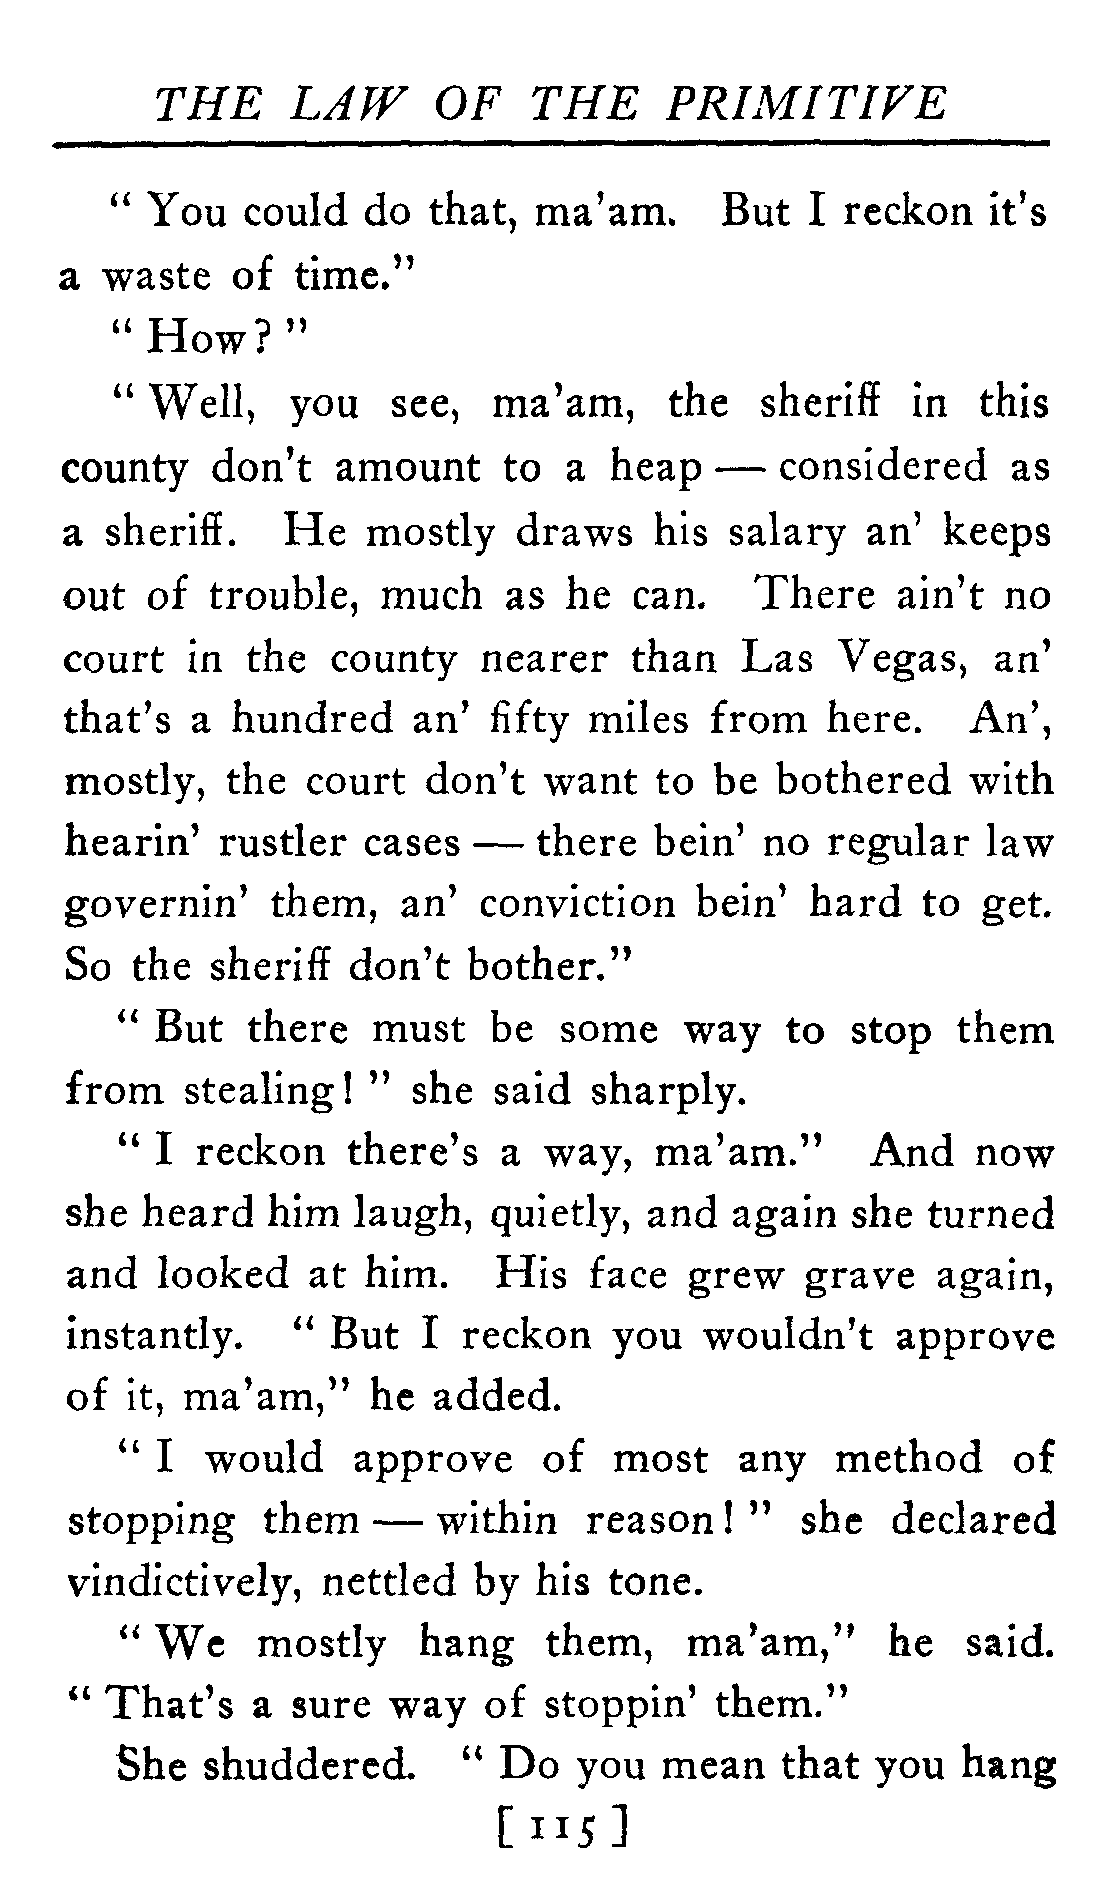 THE LAW OF THE PRIMITIVE
“ You could do that, ma’am. But I reckon it’s
a waste of time.”
“ How? ”
“ Well, you see, ma’am, the sheriff in this
county don’t amount to a heap — considered as
a sheriff. He mostly draws his salary an’ keeps
out of trouble, much as he can. There ain’t no
court in the county nearer than Las Vegas, an’
that’s a hundred an’ fifty miles from here. An’,
mostly, the court don’t want to be bothered with
hearin’ rustler cases — there bein’ no regular law
governin’ them, an’ conviction bein’ hard to get.
So the sheriff don’t bother.”
“ But there must be some way to stop them
from stealing! ” she said sharply.
“ I reckon there’s a way, ma’am.” And now
she heard him laugh, quietly, and again she turned
and looked at him. His face grew grave again,
instantly. “ But I reckon you wouldn’t approve
of it, ma’am,” he added.
“ I would approve of most any method of
stopping them — within reason! ” she declared
vindictively, nettled by his tone.
“ We mostly hang them, ma’am,” he said.
“ That’s a sure way of stoppin’ them.”
She shuddered. “ Do you mean that you hang
[ 115 ]